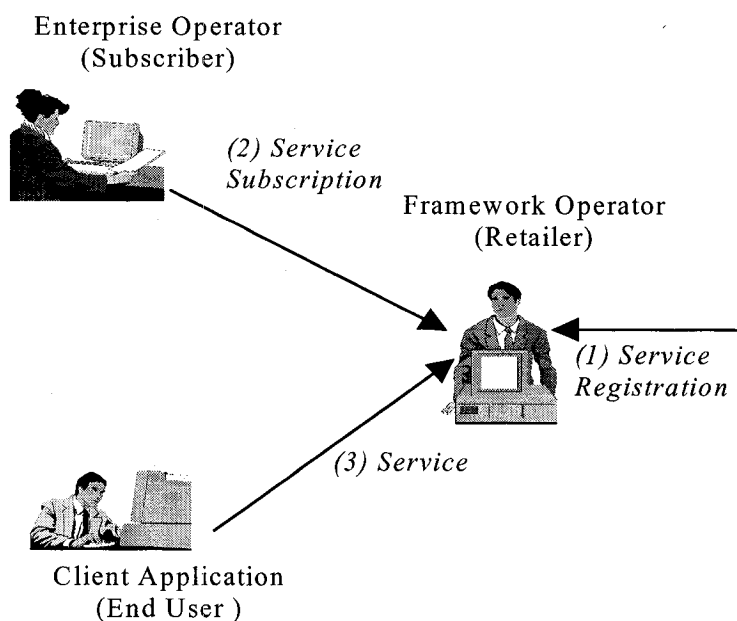 Enterprise Operator
(Subscriber)
(2) Service
Subscription
Framework Operator
(Retailer)
(1) Service
Registration
(3) Service
Client Application
(End User )